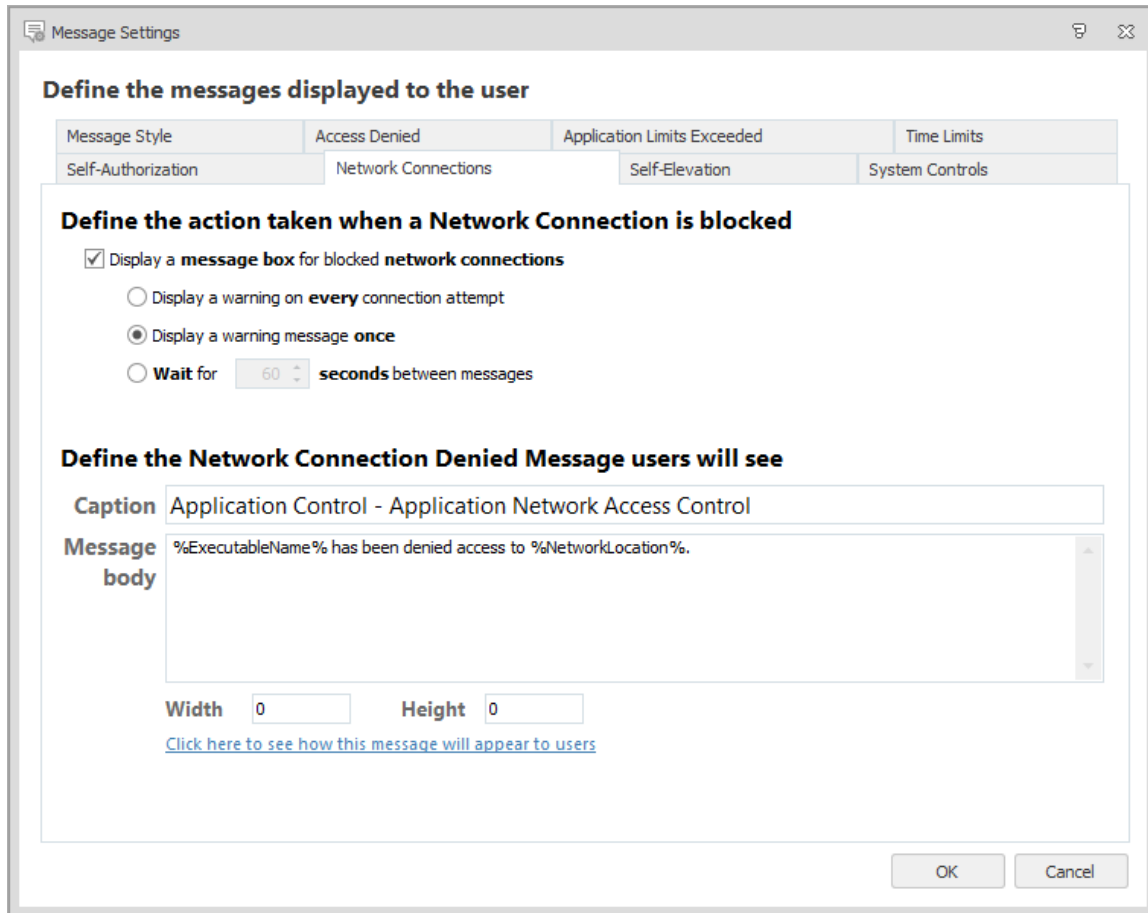 Message Settings
Define the messages displayed to the user
Message Style Access Denied Application Limits Exceeded Time Limits
Self-Authorization Network Connections Self-Elevation System Controls
Define the action taken when a Network Connection is blocked
Display a message box for blocked network connections
Display a warning on every connection attempt
Display a warning message once
Wait for 60 seconds between messages
Define the Network Connection Denied Message users will see
Caption Application Control - Application Network Access Control
Message %ExecutableName% has been denied access to %NetworkLocation%.
body
Width 0 Height 0
Click here to see how this message will appear to users
OK Cancel